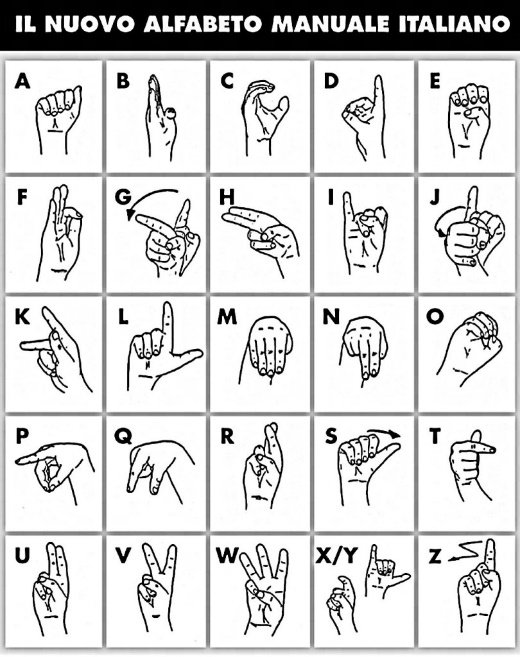 IL NUOVO ALFABETO MANUALE ITALIANO
A B C D E
F G H I J
K L M N O
P Q R S T
U V W X/Y Z